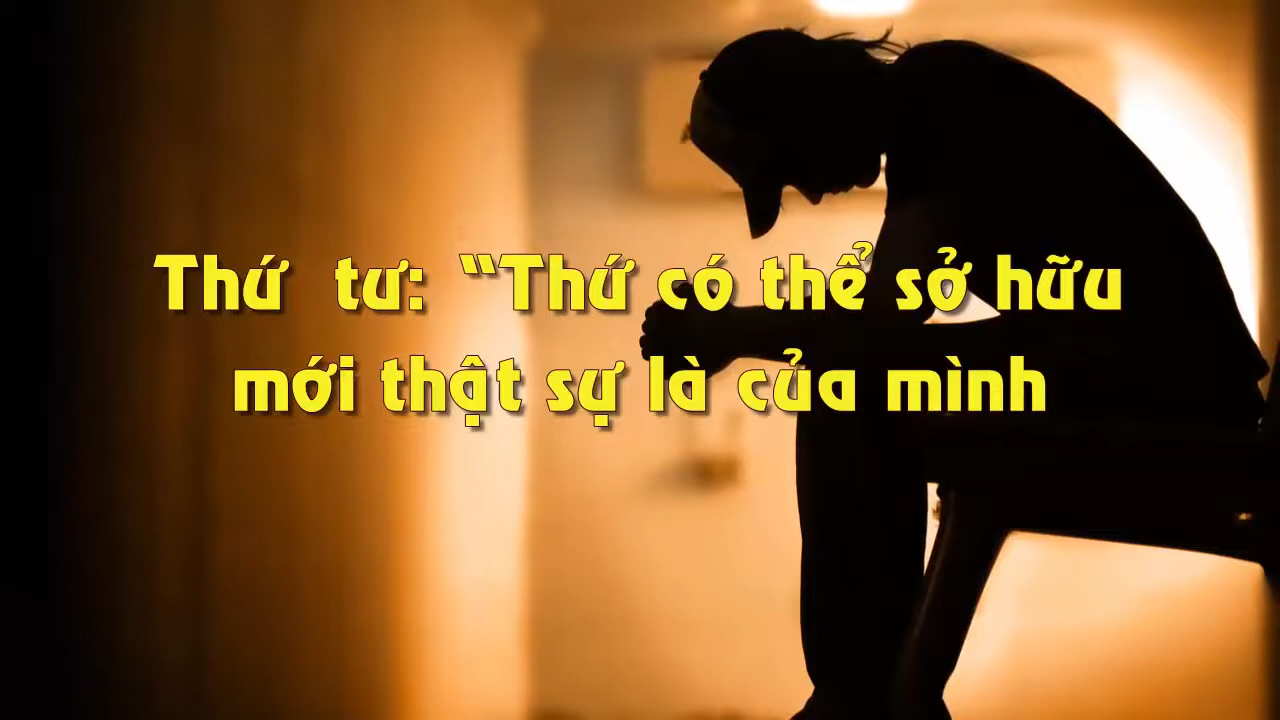 Thứ  tư: “Thứ có thể sở hữu
mới thật sự là của mình